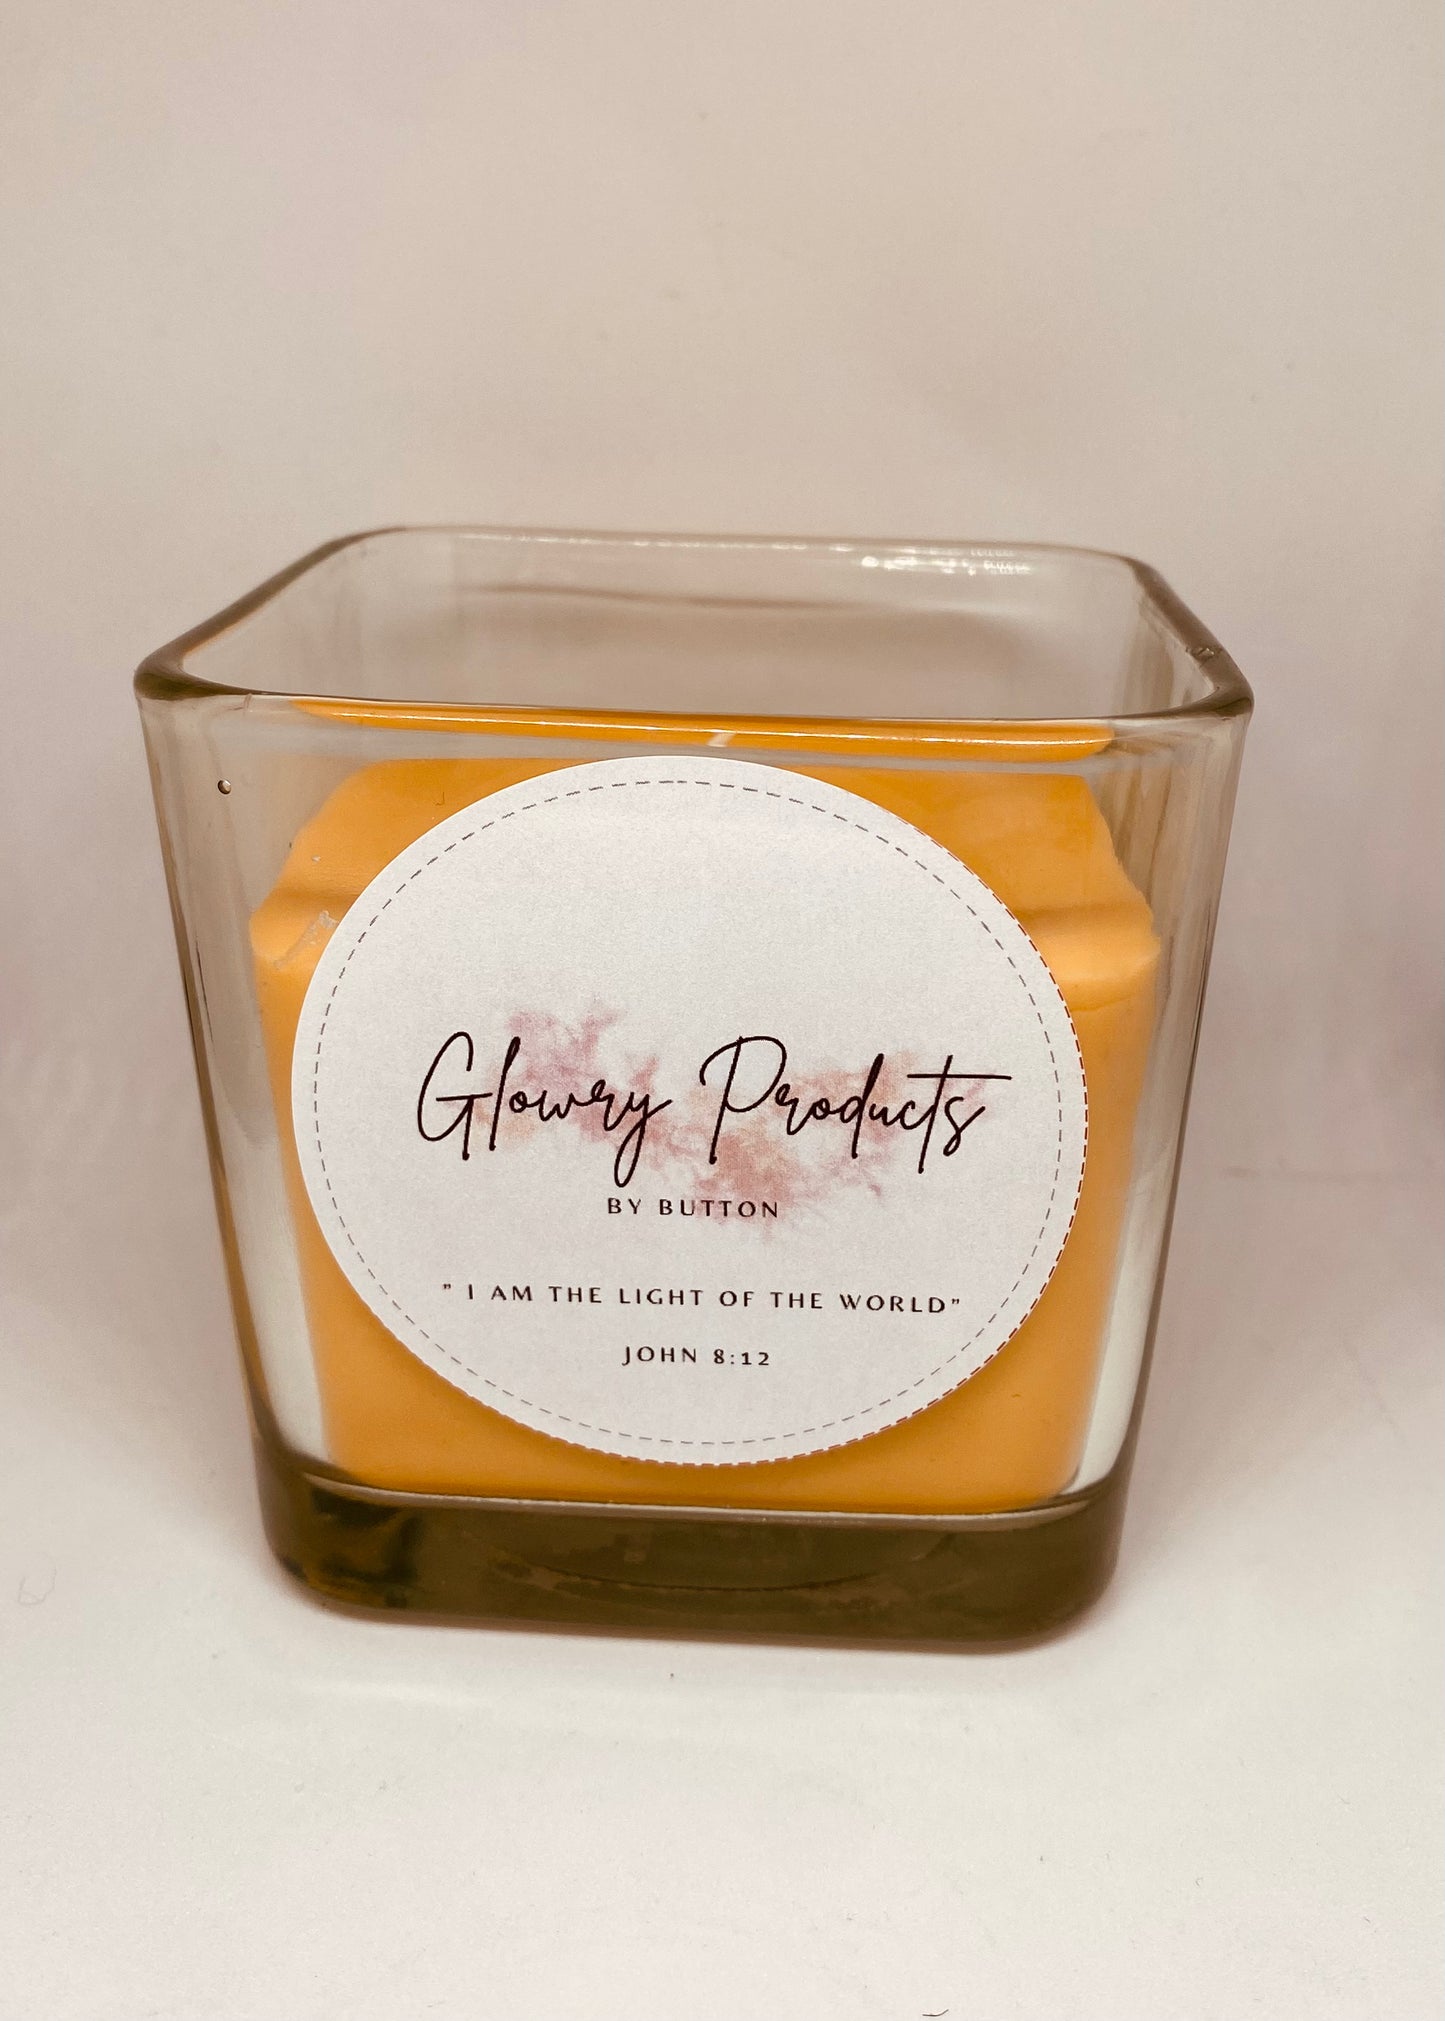 Glowry Products
BY BUTTON
" I AM THE LIGHT OF THE WORLD"
JOHN 8:12